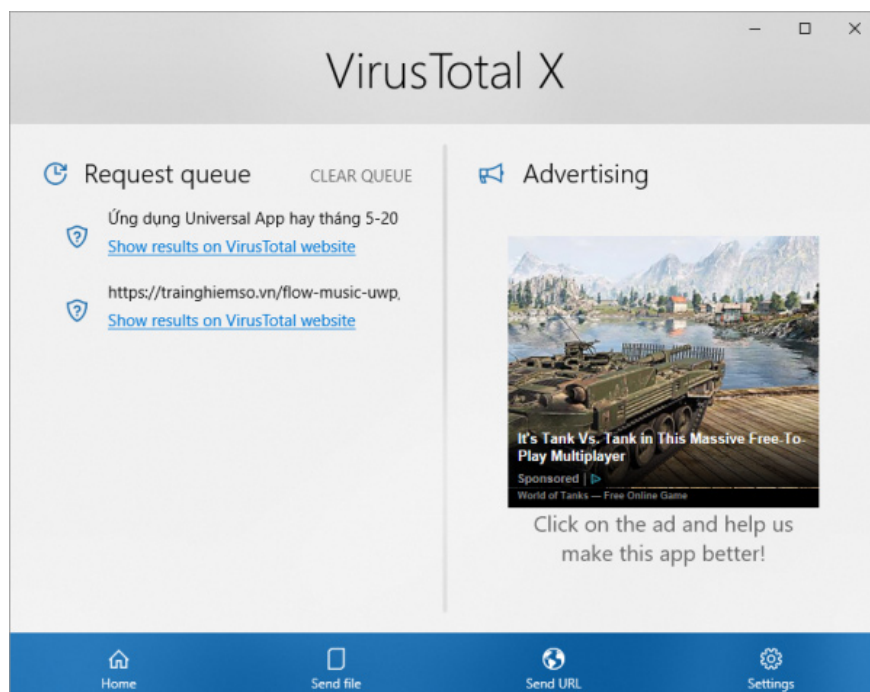 VirusTotal X
Request queue
CLEAR QUEUE
Ứng dụng Universal App hay tháng 5-20
Show results on VirusTotal website
https://trainghiemso.vn/flow-music-uwp
Show results on VirusTotal website
Advertising
It's Tank Vs. Tank in This Massive Free-To-
Play Multiplayer
Sponsored |
World of Tanks — Free Online Game
Click on the ad and help us
make this app better!
Home
Send file
Send URL
Settings